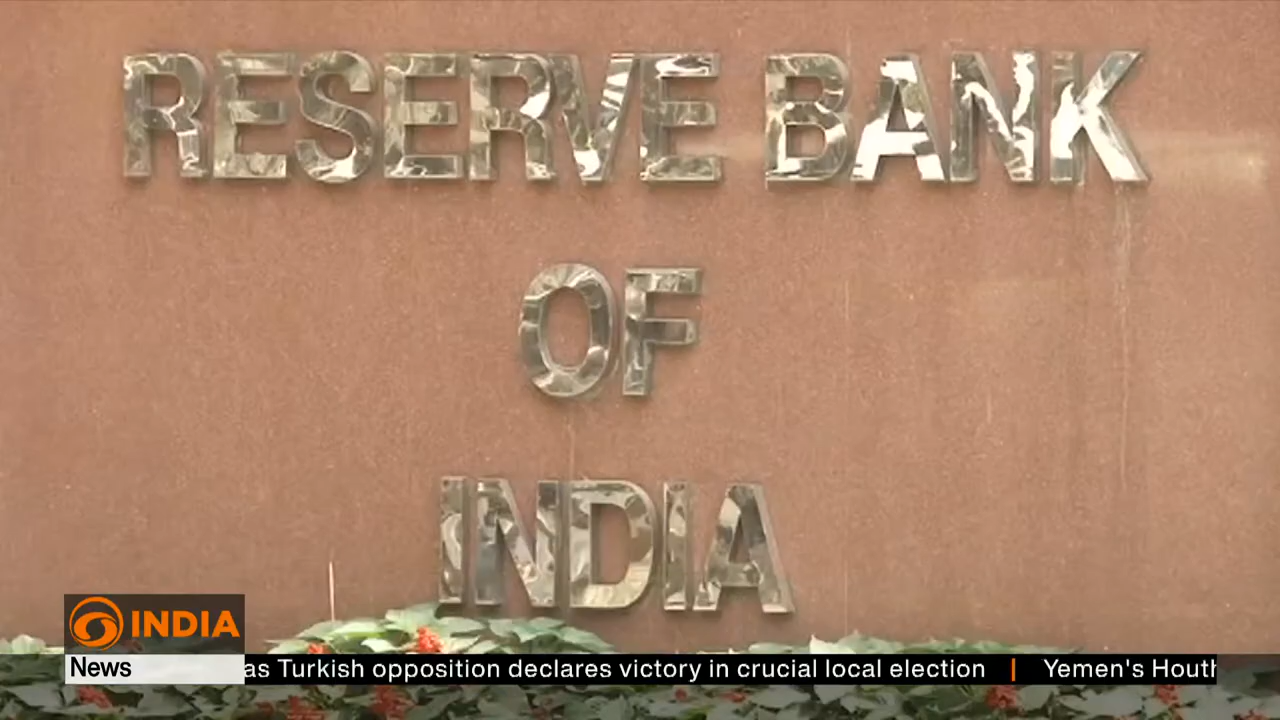 RESERVE BANK
OF
INDIA
INDIA
News
as Turkish opposition declares victory in crucial local election | Yemen's Houth